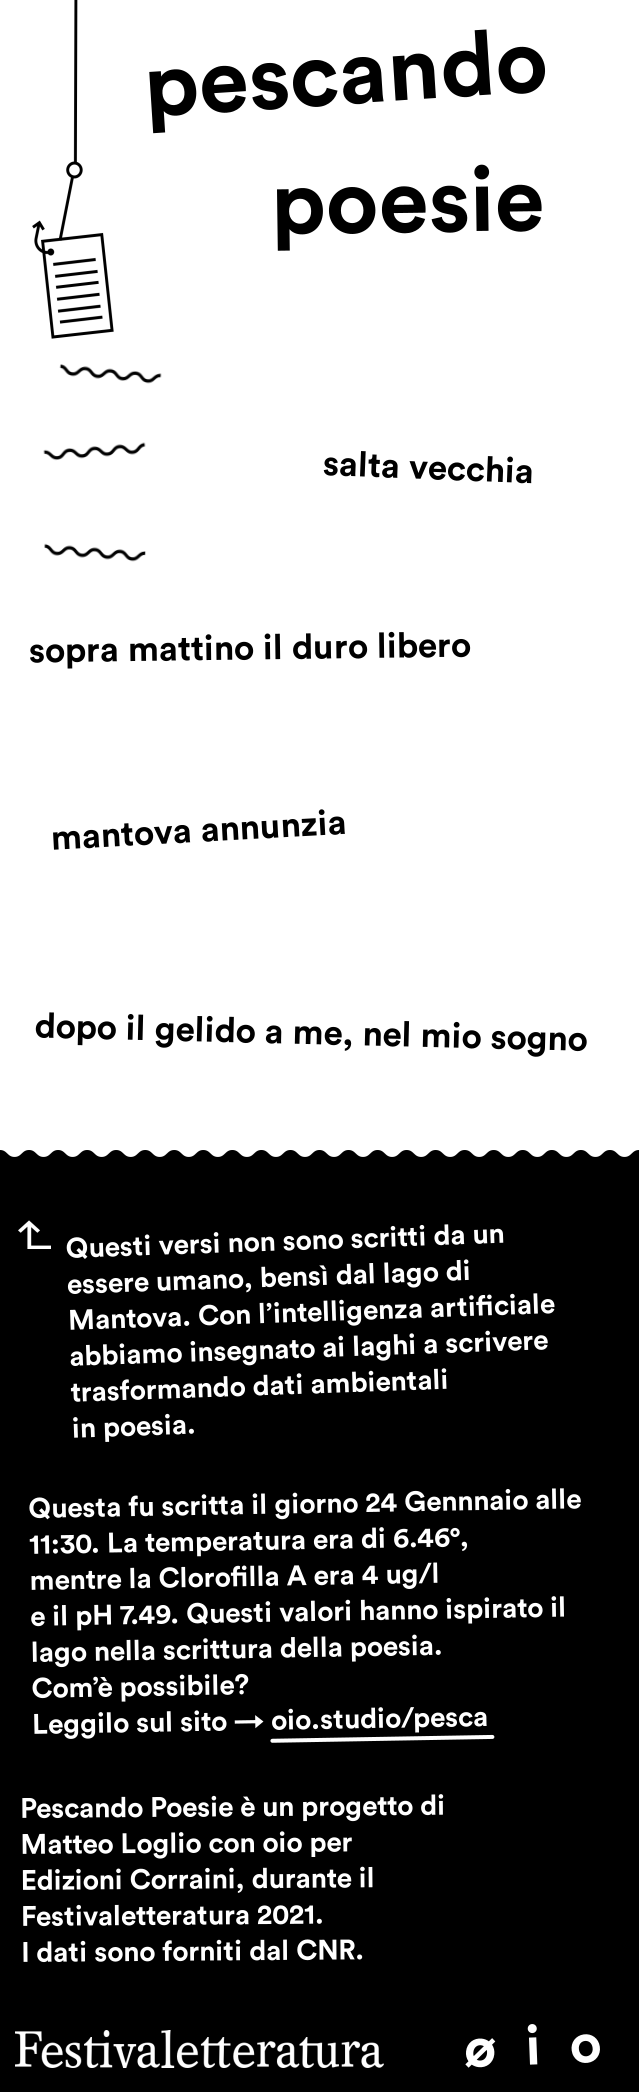 pescando
poesie
salta vecchia
sopra mattino il duro libero
mantova annunzia
dopo il gelido a me, nel mio sogno
Questi versi non sono scritti da un
essere umano, bensì dal lago di
Mantova. Con l'intelligenza artificiale
abbiamo insegnato ai laghi a scrivere
trasformando dati ambientali
in poesia.
Questa fu scritta il giorno 24 Gennnaio alle
11:30. La temperatura era di 6.46°,
mentre la Clorofilla A era 4 ug/l
e il pH 7.49. Questi valori hanno ispirato il
lago nella scrittura della poesia.
Com'è possibile?
Leggilo sul sito → oio.studio/pesca
Pescando Poesie è un progetto di
Matteo Loglio con oio per
Edizioni Corraini, durante il
Festivaletteratura 2021.
I dati sono forniti dal CNR.
Festivaletteratura ø i o